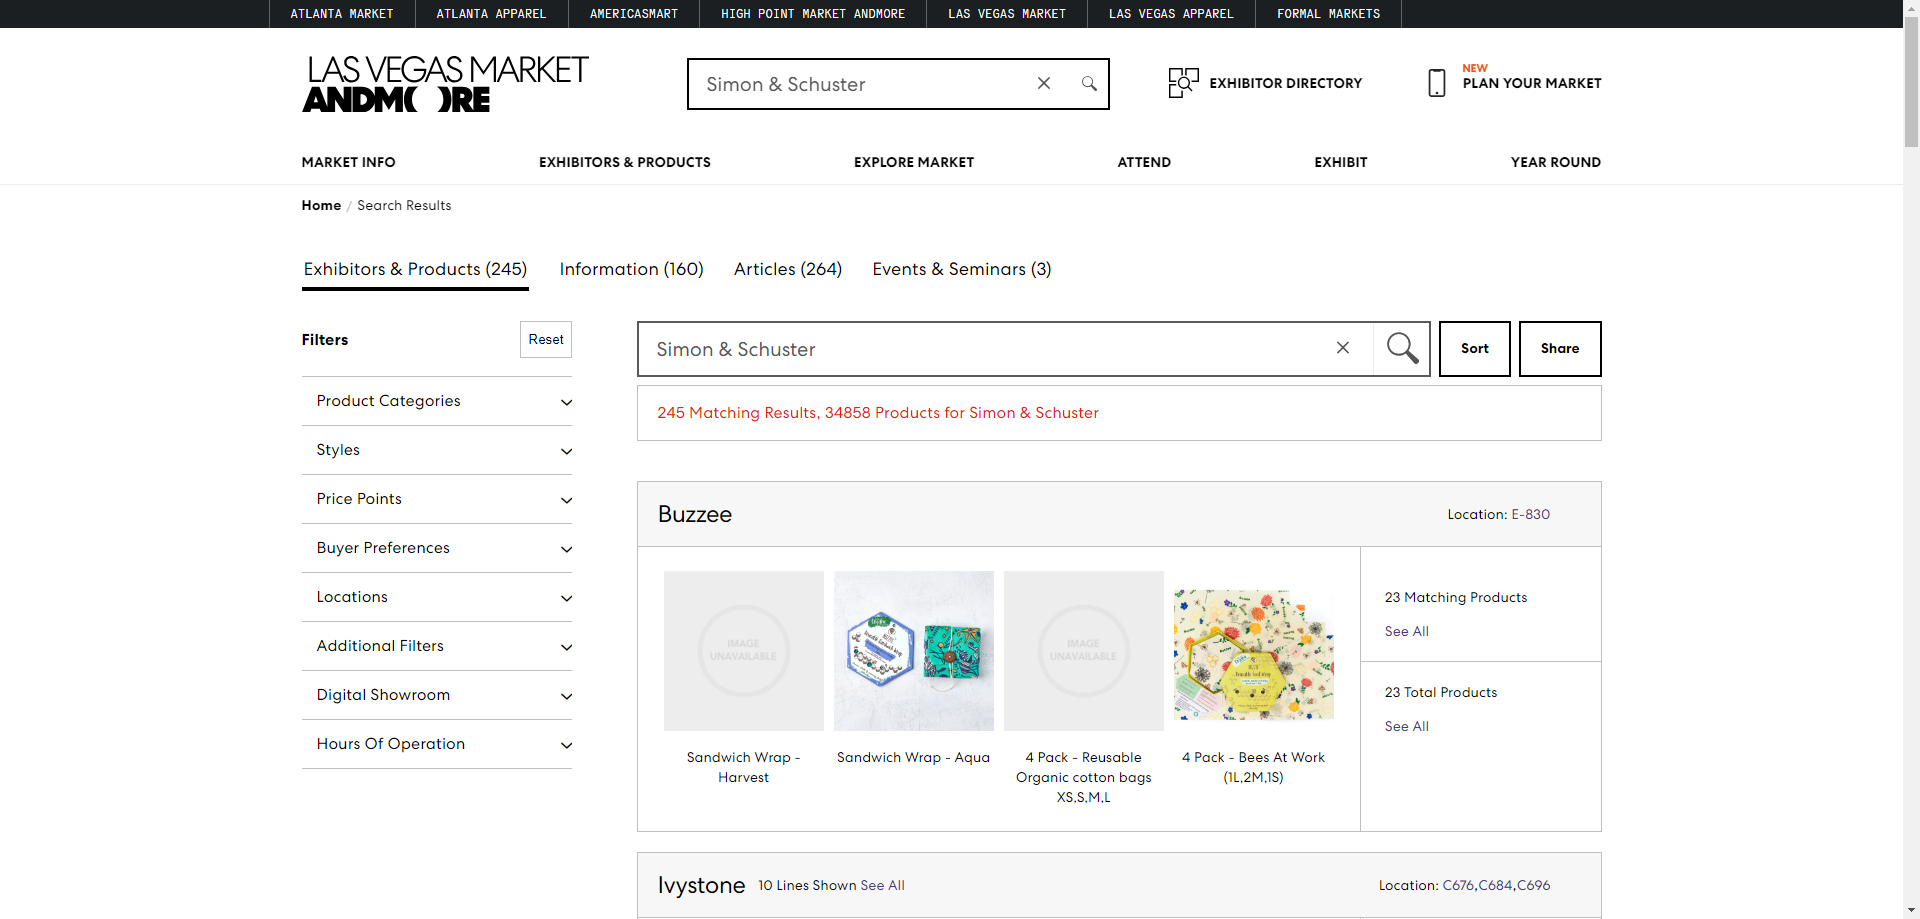 ATLANTA MARKET
ATLANTA APPAREL
AMERICASMART
HIGH POINT MARKET ANDMORE
LAS VEGAS MARKET
LAS VEGAS APPAREL
FORMAL MARKETS
LAS VEGAS MARKET
ANDMORE
Simon & Schuster
EXHIBITOR DIRECTORY
NEW
PLAN YOUR MARKET
MARKET INFO
EXHIBITORS & PRODUCTS
EXPLORE MARKET
ATTEND
EXHIBIT
YEAR ROUND
Home / Search Results
Exhibitors & Products (245)
Information (160)
Articles (264)
Events & Seminars (3)
Filters
Reset
Product Categories
Styles
Price Points
Buyer Preferences
Locations
Additional Filters
Digital Showroom
Hours Of Operation
Simon & Schuster
Sort
Share
245 Matching Results, 34858 Products for Simon & Schuster
Buzzee
Location: E-830
IMAGE
UNAVAILABLE
IMAGE
UNAVAILABLE
Sandwich Wrap -
Harvest
Sandwich Wrap - Aqua
4 Pack - Reusable
Organic cotton bags
XS,S,M,L
4 Pack - Bees At Work
(1L,2M,1S)
23 Matching Products
See All
23 Total Products
See All
Ivystone 10 Lines Shown See All
Location: C676,C684,C696